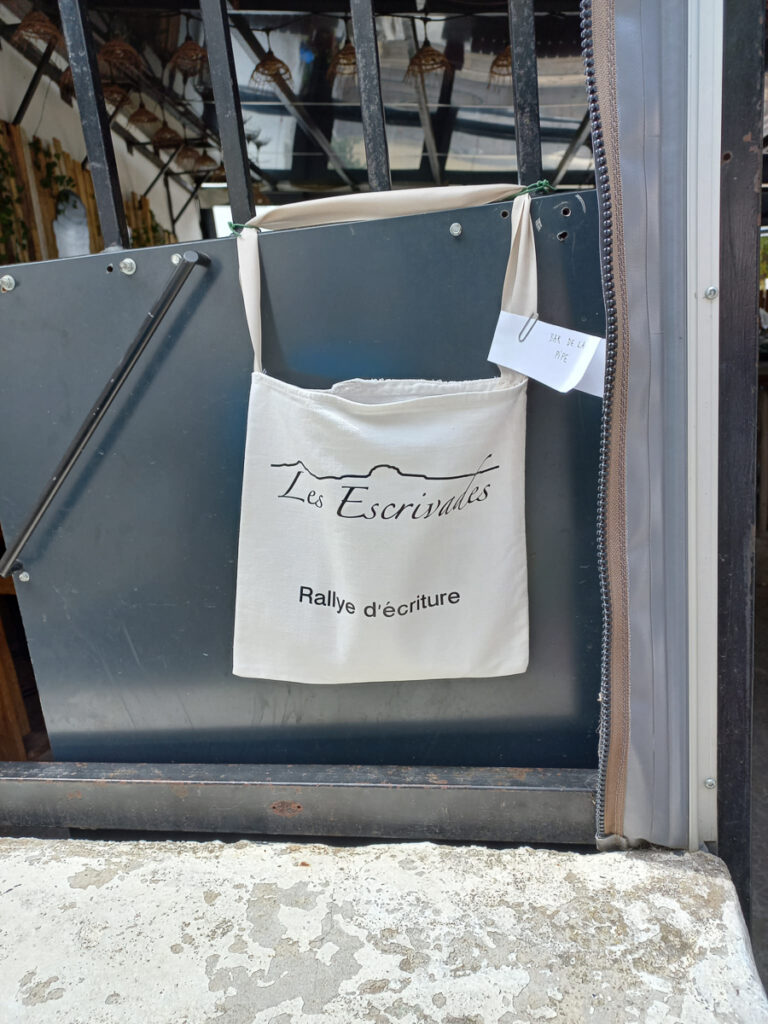 BAR DE LA
PIPE
Les Escrivades
Rallye d'écriture